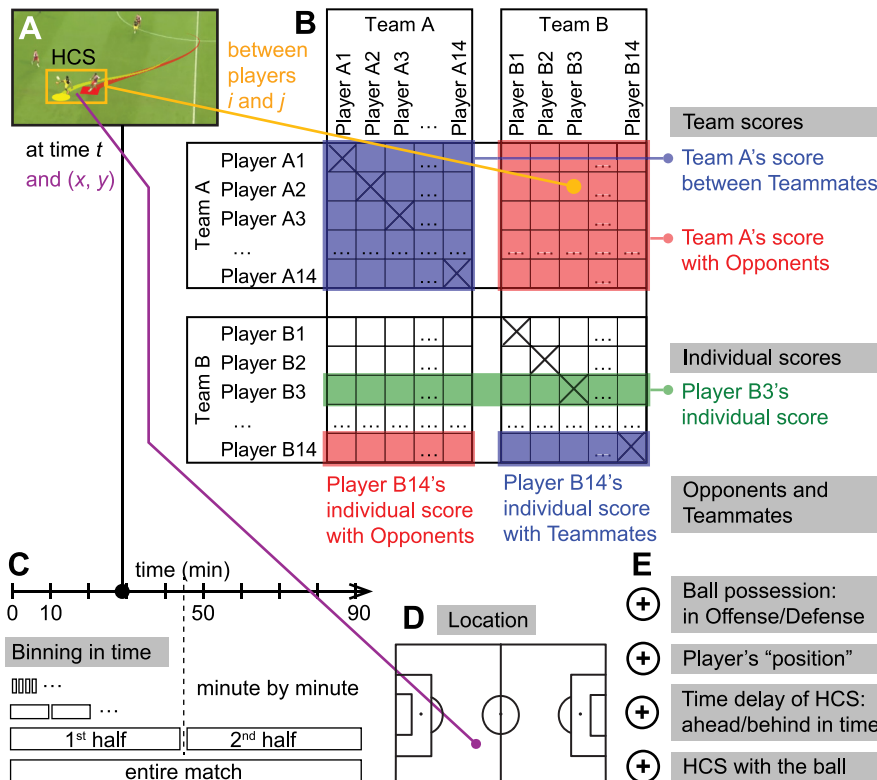 A
HCS
between
players
i and j
at time t
and (x, y)
B
Team A
Team B
Player A1
Player A2
Player A3
...
Player A14
Player B1
Player B2
Player B3
...
Player B14
Team A
Player A1
...
...
Player A2
...
...
Player A3
...
...
...
... ... ... ... ...
... ... ... ... ...
Player A14
...
...
Team B
Player B1
...
...
Player B2
...
...
Player B3
...
...
...
... ... ... ... ...
... ... ... ... ...
Player B14
...
...
Player B14's
individual score
with Opponents
Player B14's
individual score
with Teammates
Team scores
Team A's score
between Teammates
Team A's score
with Opponents
Individual scores
Player B3's
individual score
Opponents and
Teammates
C
time (min)
0 10 50 90
Binning in time
...
minute by minute
...
1st half
2nd half
entire match
D
Location
E
+ Ball possession:
in Offense/Defense
+ Player's "position"
+ Time delay of HCS:
ahead/behind in time
+ HCS with the ball